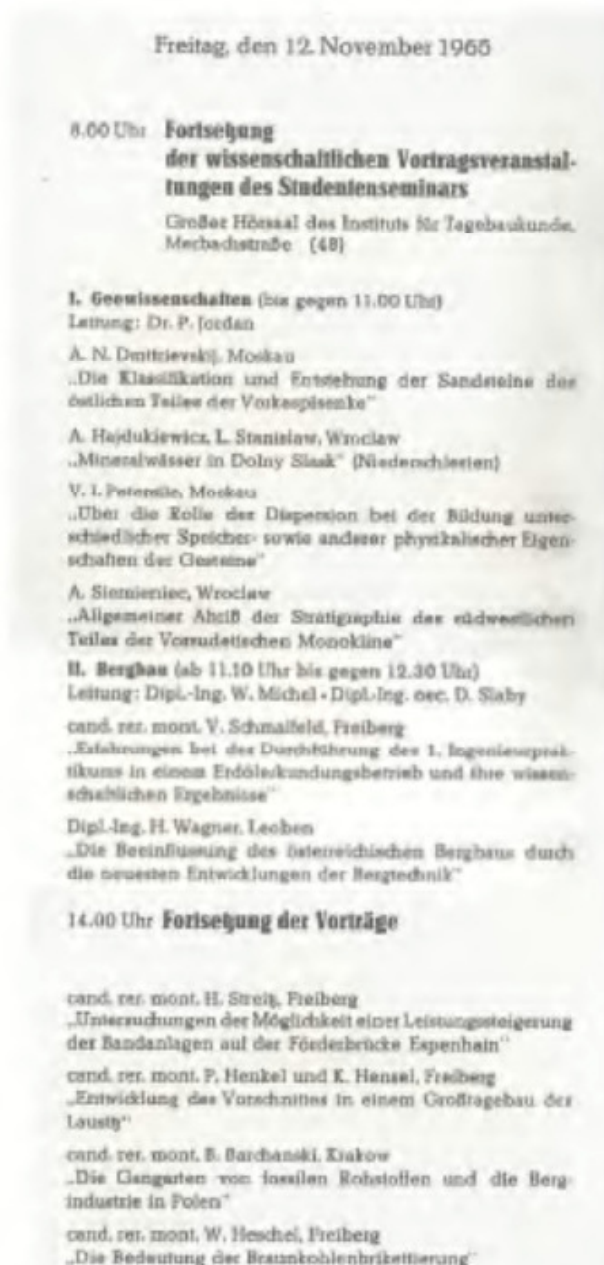 Freitag, den 12. November 1965
8.00 Uhr Fortsetzung
der wissenschaftlichen Vortragsveranstal-
tungen des Studentenseminars
Großer Hörsaal des Instituts für Tagebaukunde,
Merbachstraße (48)
I. Geowissenschaften (bis gegen 11.00 Uhr)
Leitung: Dr. P. Jordan
A. N. Dmitrievskij, Moskau
„Die Klassifikation und Entstehung der Sandsteine des
östlichen Teiles der Vorkaspisenke"
A. Hajdukiewicz, L. Stanislaw, Wroclaw
„Mineralwässer in Dolny Slask" (Niederschlesien)
V. I. Moskau
„Über die Rolle der Dispersion bei der Bildung unter-
schiedlicher Speicher- sowie anderer physikalischer Eigen-
schaften der Gesteine"
A. Siemieniec, Wroclaw
„Allgemeiner Abriß der Stratigraphie des südwestlichen
Teiles der Vorsudetischen Monokline"
II. Bergbau (ab 11.10 Uhr bis gegen 12.30 Uhr)
Leitung: Dipl.-Ing. W. Michel • Dipl.-Ing. oec. D. Slaby
cand. rer. mont. V. Schmalfeld, Freiberg
„Erfahrungen bei der Durchführung des 1. Ingenieurprak-
tikums in einem Erdölerkundungsbetrieb und ihre wissen-
schaftlichen Ergebnisse"
Dipl.-Ing. H. Wagner, Leoben
„Die Beeinflussung des österreichischen Bergbaus durch
die neuesten Entwicklungen der Bergtechnik"
14.00 Uhr Fortsetzung der Vorträge
cand. rer. mont. H. Streitz, Freiberg
„Untersuchungen der Möglichkeit einer Leistungssteigerung
der Bandanlagen auf der Förderbrücke Espenhain"
cand. rer. mont. P. Henkel und K. Hensel, Freiberg
„Entwicklung des Vorschnittes in einem Großtagebau der
Lausitz"
cand. rer. mont. B. Barchanski, Krakow
„Die Gangarten von fossilen Rohstoffen und die Berg-
industrie in Polen"
cand. rer. mont. W. Heschel, Freiberg
„Die Bedeutung der Braunkohlenbrikettierung"